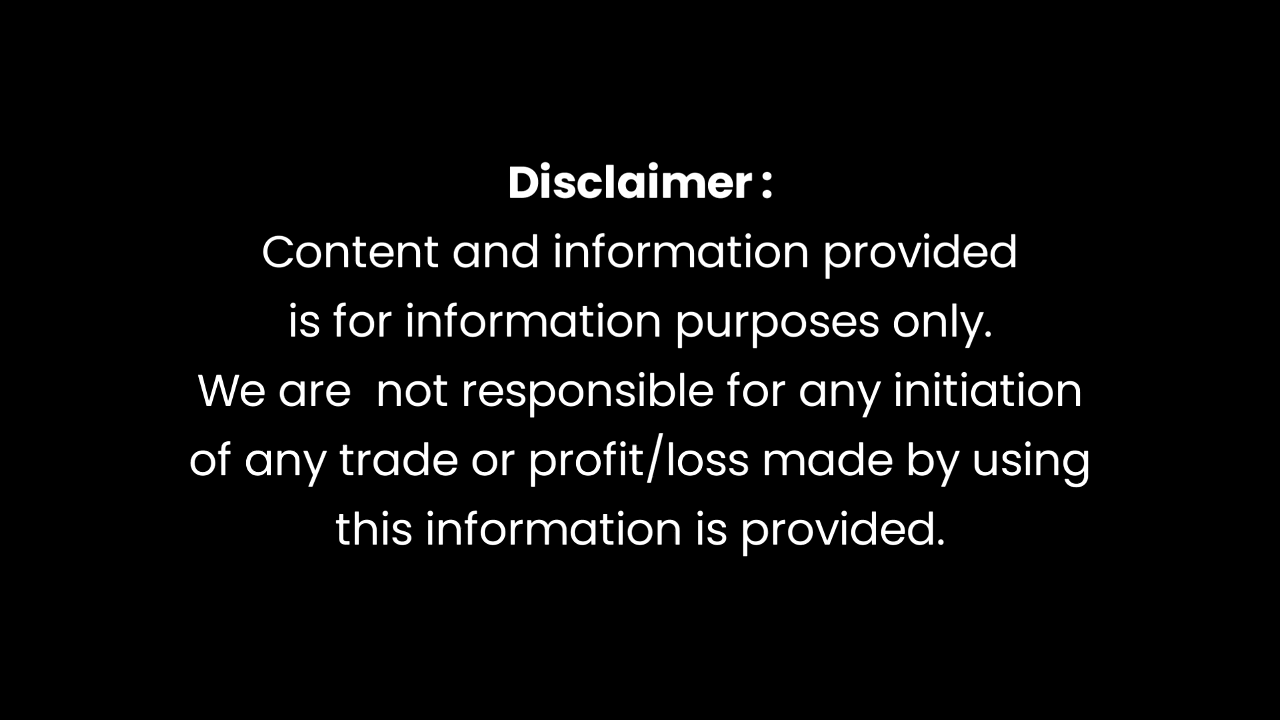 Disclaimer :
Content and information provided
is for information purposes only.
We are  not responsible for any initiation
of any trade or profit/loss made by using
this information is provided.